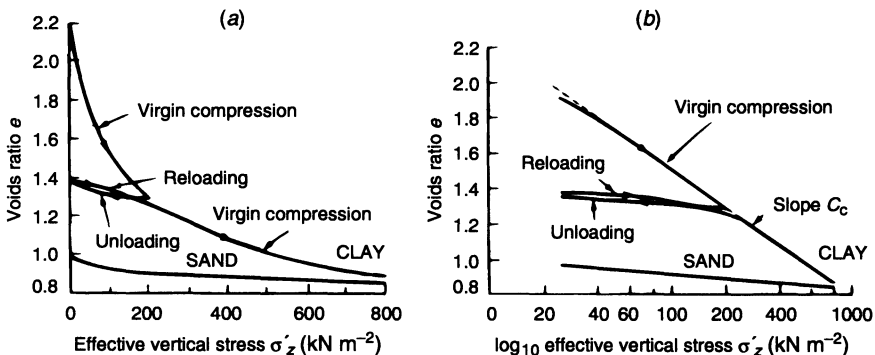 (a)
Voids ratio e
2.2
2.0
1.8
1.6
1.4
1.2
1.0
0.8
Virgin compression
Reloading
Unloading
Virgin compression
SAND
CLAY
0 200 400 600 800
Effective vertical stress σ′z (kN m−2)
(b)
Voids ratio e
2.2
2.0
1.8
1.6
1.4
1.2
1.0
0.8
Virgin compression
Reloading
Unloading
Slope Cc
SAND
CLAY
0 20 40 60 100 200 400 1000
log10 effective vertical stress σ′z (kN m−2)